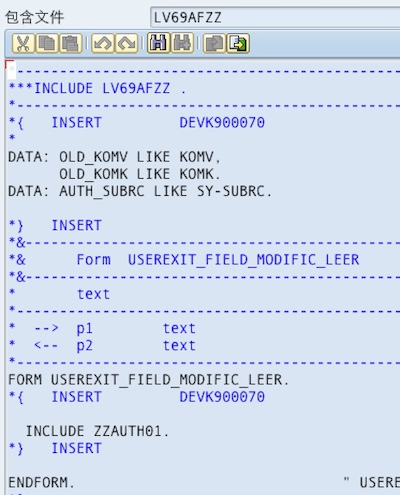 包含文件 LV69AFZZ
*---------------------------------------------
***INCLUDE LV69AFZZ .
*---------------------------------------------
*{   INSERT         DEVK900070
*
DATA: OLD_KOMV LIKE KOMV,
      OLD_KOMK LIKE KOMK.
DATA: AUTH_SUBRC LIKE SY-SUBRC.
*}   INSERT
*&---------------------------------------------
*&      Form  USEREXIT_FIELD_MODIFIC_LEER
*&---------------------------------------------
*       text
*---------------------------------------------
*  -->  p1        text
*  <--  p2        text
*---------------------------------------------
FORM USEREXIT_FIELD_MODIFIC_LEER.
*{   INSERT         DEVK900070
  INCLUDE ZZAUTH01.
*}   INSERT
ENDFORM.                               " USERE